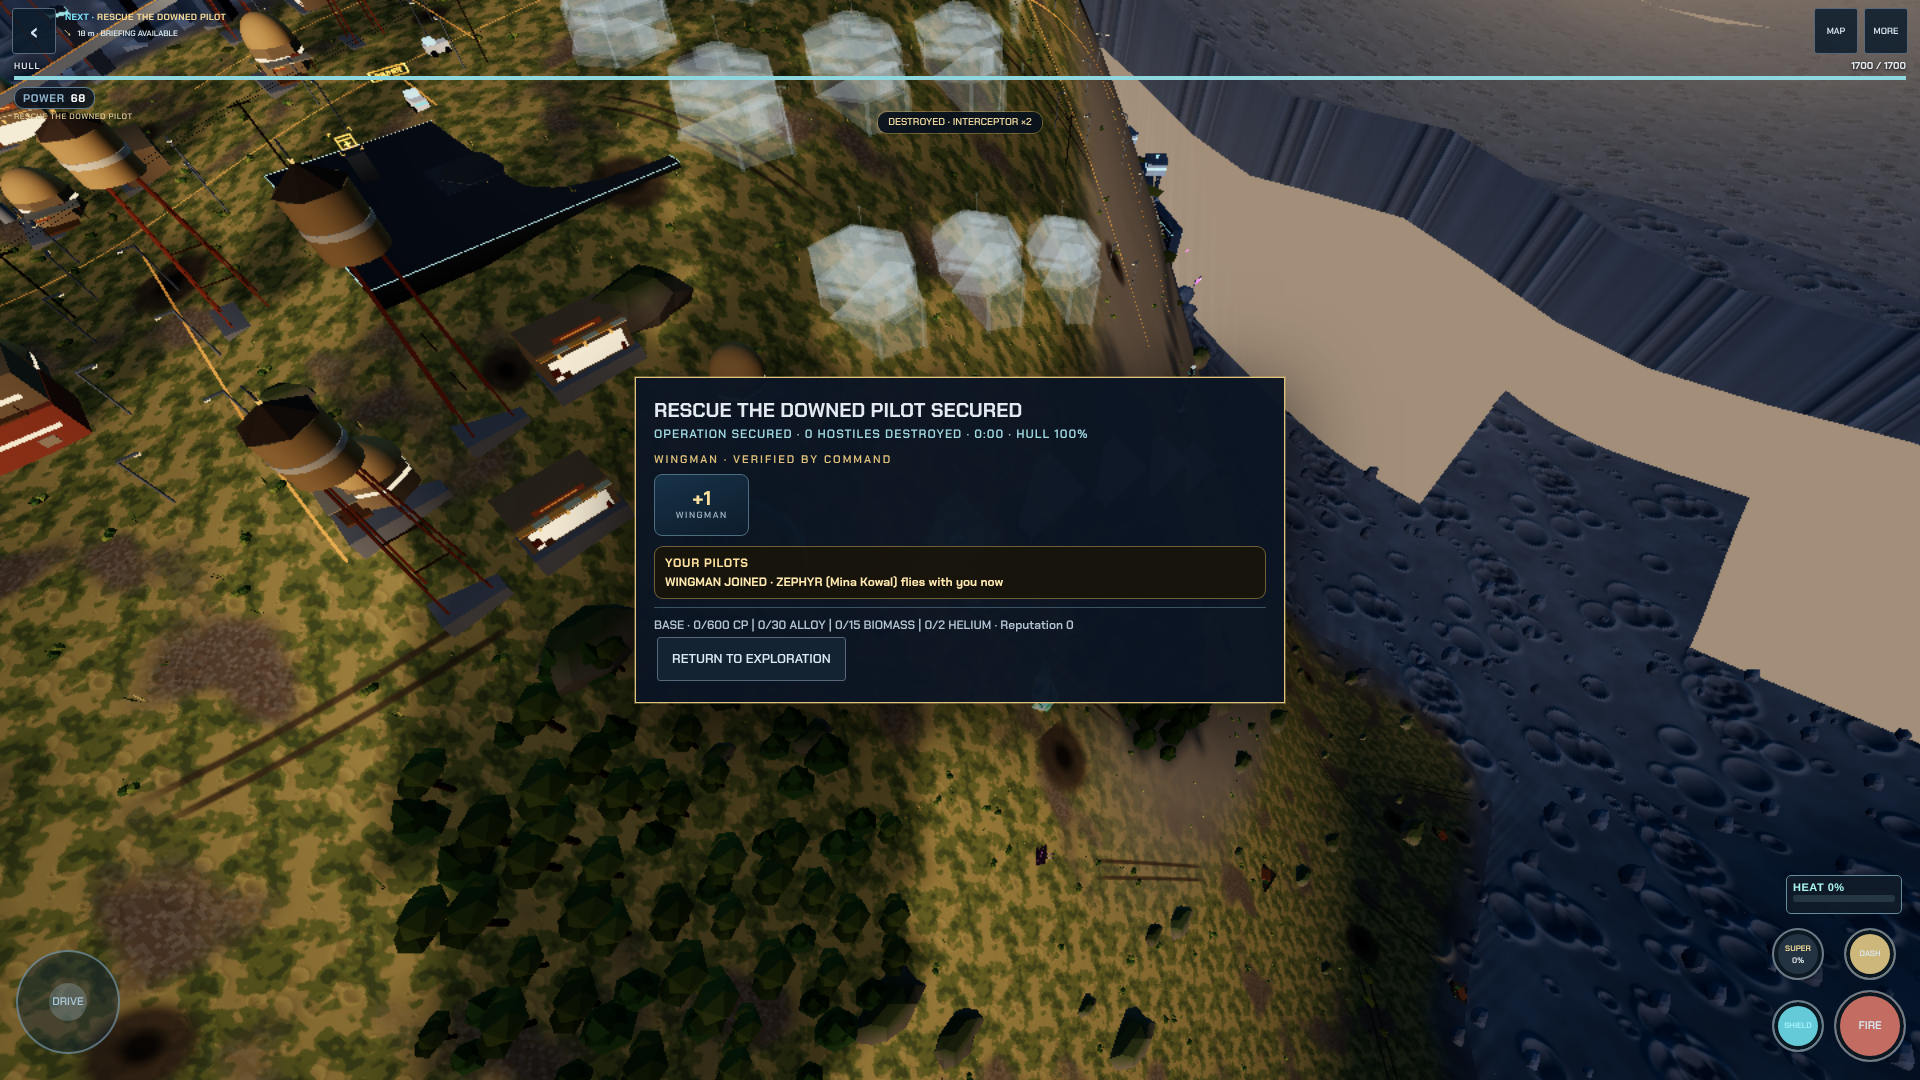 <
NEXT · RESCUE THE DOWNED PILOT
18 m · BRIEFING AVAILABLE
MAP
MORE
HULL
1700 / 1700
POWER 68
RESCUE THE DOWNED PILOT
DESTROYED · INTERCEPTOR ×2
RESCUE THE DOWNED PILOT SECURED
OPERATION SECURED · 0 HOSTILES DESTROYED · 0:00 · HULL 100%
WINGMAN · VERIFIED BY COMMAND
+1
WINGMAN
YOUR PILOTS
WINGMAN JOINED · ZEPHYR (Mina Kowal) flies with you now
BASE · 0/600 CP | 0/30 ALLOY | 0/15 BIOMASS | 0/2 HELIUM · Reputation 0
RETURN TO EXPLORATION
HEAT 0%
SUPER
0%
DASH
DRIVE
SHIELD
FIRE